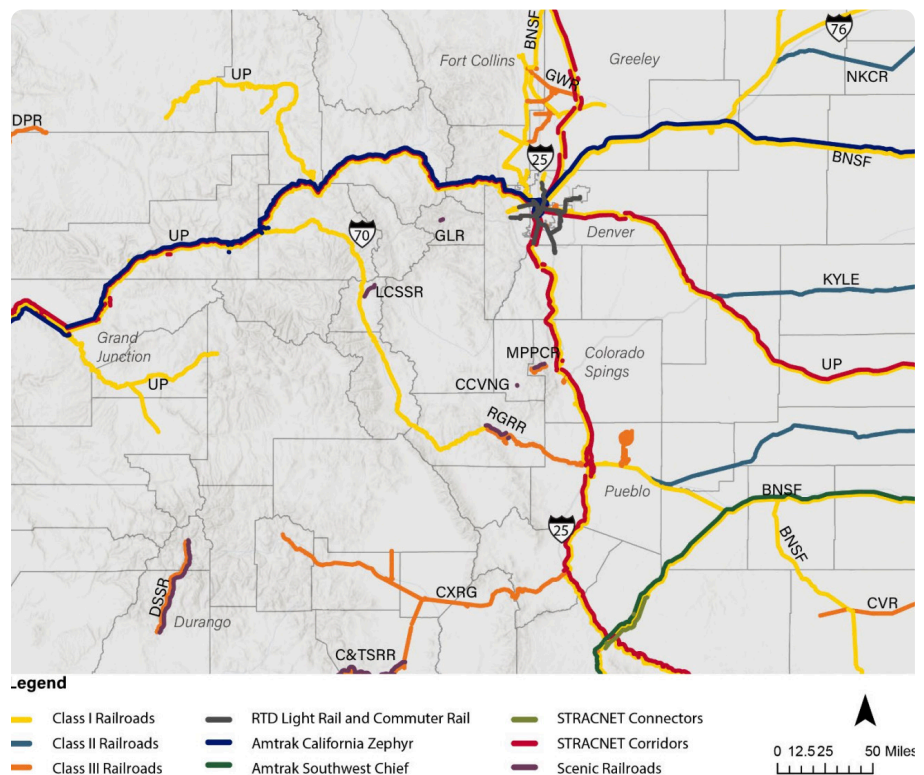 BNSF
76
Fort Collins
Greeley
UP
GWR
NKCR
DPR
25
BNSF
UP
70
GLR
Denver
LCSSR
KYLE
Grand
Junction
MPPCR
Colorado
Springs
UP
CCVNG
UP
RGRR
Pueblo
BNSF
25
BNSF
DSSR
CXRG
CVR
Durango
C&TSRR
Legend
Class I Railroads
RTD Light Rail and Commuter Rail
STRACNET Connectors
Class II Railroads
Amtrak California Zephyr
STRACNET Corridors
Class III Railroads
Amtrak Southwest Chief
Scenic Railroads
0 12.5 25 50 Miles